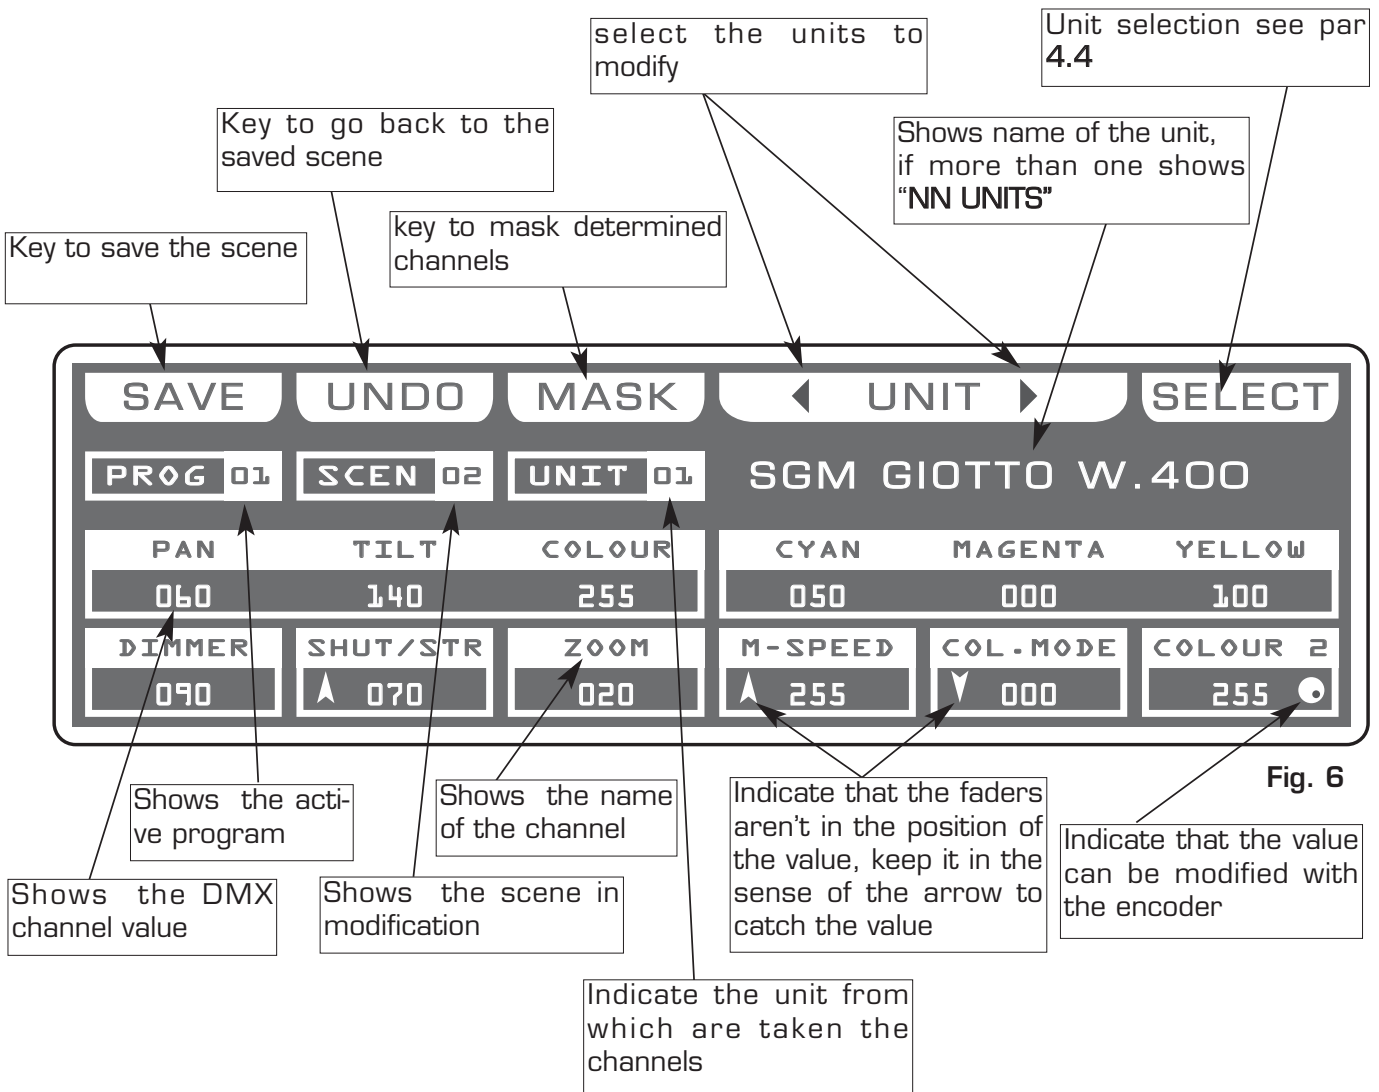 select the units to
modify
Unit selection see par
4.4
Key to go back to the
saved scene
Shows name of the unit,
if more than one shows
“NN UNITS”
key to mask determined
channels
Key to save the scene
SAVE UNDO MASK UNIT SELECT
PROG 01 SCEN 02 UNIT 01 SGM GIOTTO W.400
PAN TILT COLOUR CYAN MAGENTA YELLOW
060 140 255 050 000 100
DIMMER SHUT/STR ZOOM M-SPEED COL.MODE COLOUR 2
090 070 020 255 000 255
Fig. 6
Shows the acti-
ve program
Shows the name
of the channel
Indicate that the faders
aren't in the position of
the value, keep it in the
sense of the arrow to
catch the value
Indicate that the value
can be modified with
the encoder
Shows the DMX
channel value
Shows the scene in
modification
Indicate the unit from
which are taken the
channels